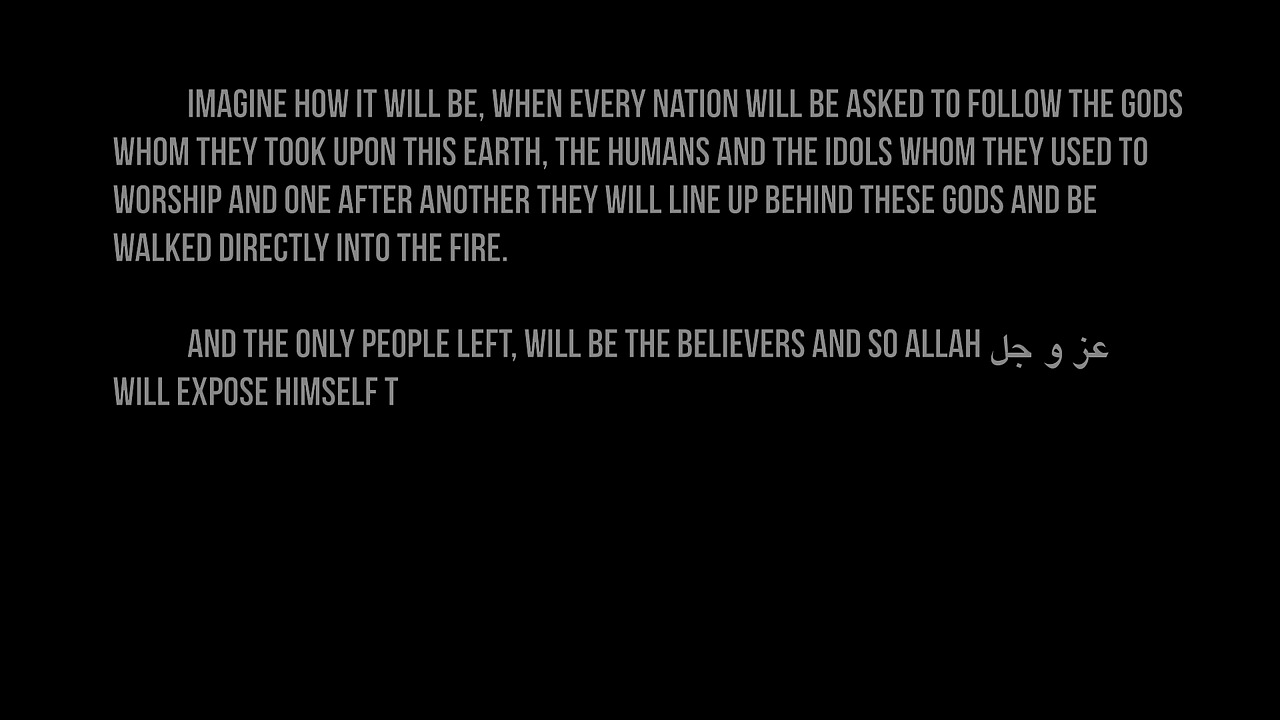 IMAGINE HOW IT WILL BE, WHEN EVERY NATION WILL BE ASKED TO FOLLOW THE GODS
WHOM THEY TOOK UPON THIS EARTH, THE HUMANS AND THE IDOLS WHOM THEY USED TO
WORSHIP AND ONE AFTER ANOTHER THEY WILL LINE UP BEHIND THESE GODS AND BE
WALKED DIRECTLY INTO THE FIRE.
AND THE ONLY PEOPLE LEFT, WILL BE THE BELIEVERS AND SO ALLAH عز و جل
WILL EXPOSE HIMSELF T